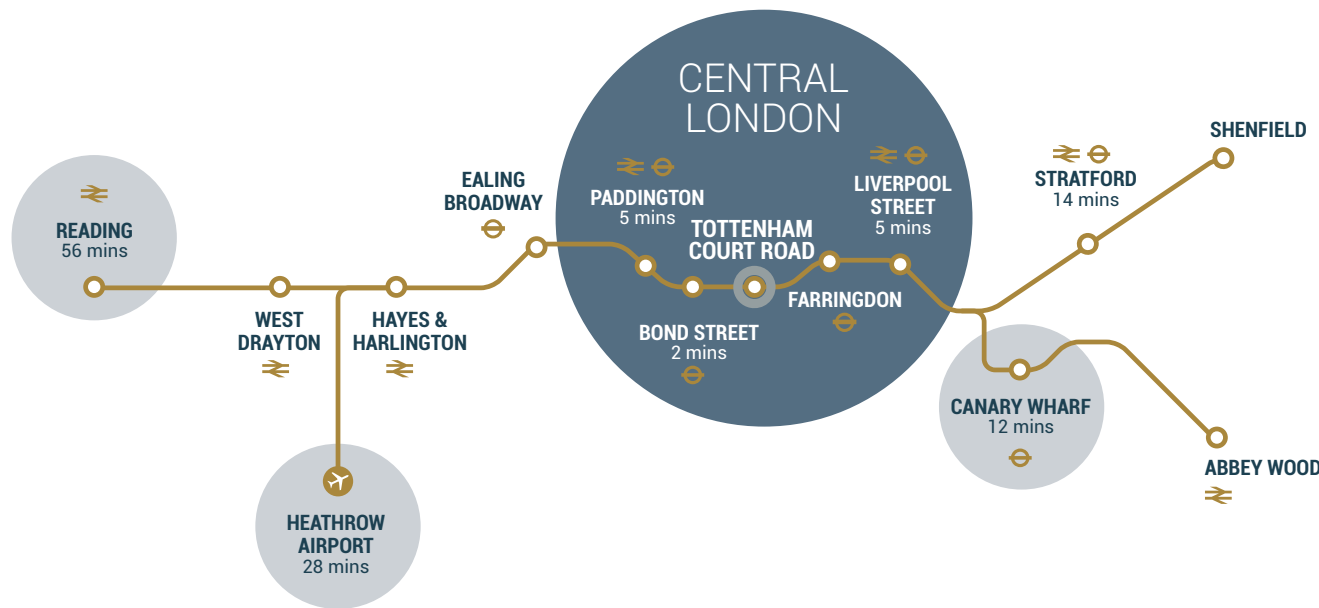 CENTRAL
LONDON
READING
56 mins
WEST
DRAYTON
HAYES &
HARLINGTON
HEATHROW
AIRPORT
28 mins
EALING
BROADWAY
PADDINGTON
5 mins
BOND STREET
2 mins
TOTTENHAM
COURT ROAD
FARRINGDON
LIVERPOOL
STREET
5 mins
STRATFORD
14 mins
SHENFIELD
CANARY WHARF
12 mins
ABBEY WOOD